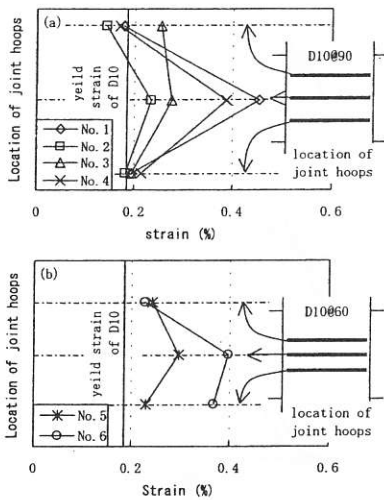 (a)
Location of joint hoops
yeild strain
of D10
D10@90
location of
joint hoops
No. 1
No. 2
No. 3
No. 4
0
0.2
0.4
0.6
strain (%)
(b)
Location of joint hoops
yeild strain
of D10
D10@60
location of
joint hoops
No. 5
No. 6
0
0.2
0.4
0.6
Strain (%)